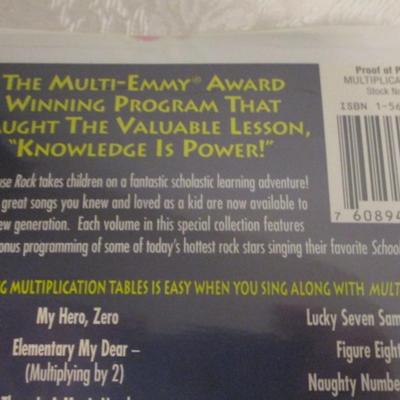 THE MULTI-EMMY® AWARD
WINNING PROGRAM THAT
AUGHT THE VALUABLE LESSON,
"KNOWLEDGE IS POWER!"
Proof of P
MULTIPLICATION
Stock No
ISBN 1-56
7 60894
use Rock takes children on a fantastic scholastic learning adventure!
great songs you knew and loved as a kid are now available to
ew generation. Each volume in this special collection features
onus programming of some of today's hottest rock stars singing their favorite School
G MULTIPLICATION TABLES IS EASY WHEN YOU SING ALONG WITH MULT
My Hero, Zero
Elementary My Dear –
(Multiplying by 2)
Lucky Seven Sam
Figure Eight
Naughty Numbe